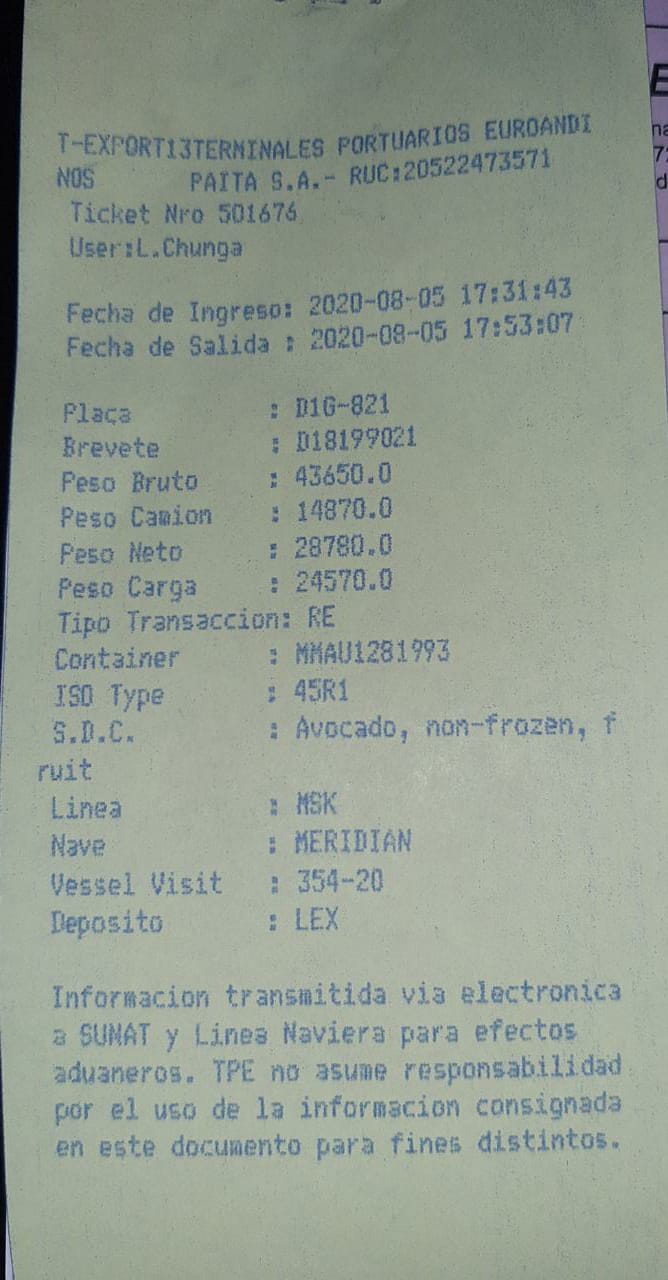 T-EXPORT13TERMINALES PORTUARIOS EUROANDI
NOS PAITA S.A.- RUC:20522473571
Ticket Nro 501676
User:L.Chunga
Fecha de Ingreso: 2020-08-05 17:31:43
Fecha de Salida : 2020-08-05 17:53:07
Placa : D1G-821
Brevete : D18199021
Peso Bruto : 43650.0
Peso Camion : 14870.0
Peso Neto : 28780.0
Peso Carga : 24570.0
Tipo Transaccion: RE
Container : MMAU1281993
ISO Type : 45R1
S.D.C. : Avocado, non-frozen, f
ruit
Linea : MSK
Nave : MERIDIAN
Vessel Visit : 354-20
Deposito : LEX
Informacion transmitida via electronica
a SUNAT y Linea Naviera para efectos
aduaneros. TPE no asume responsabilidad
por el uso de la informacion consignada
en este documento para fines distintos.